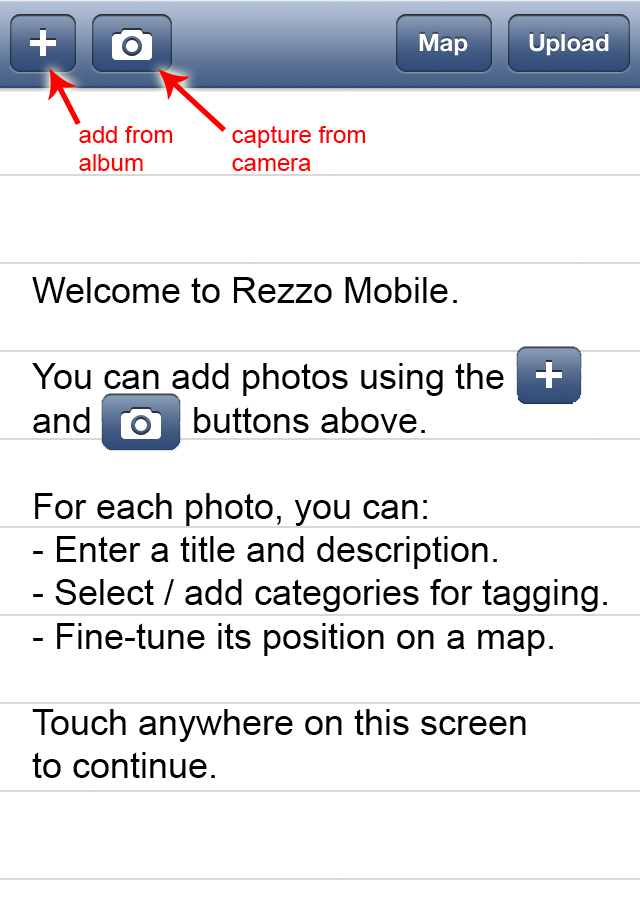 Map
Upload
add from
album
capture from
camera
Welcome to Rezzo Mobile.
You can add photos using the
and buttons above.
For each photo, you can:
- Enter a title and description.
- Select / add categories for tagging.
- Fine-tune its position on a map.
Touch anywhere on this screen
to continue.